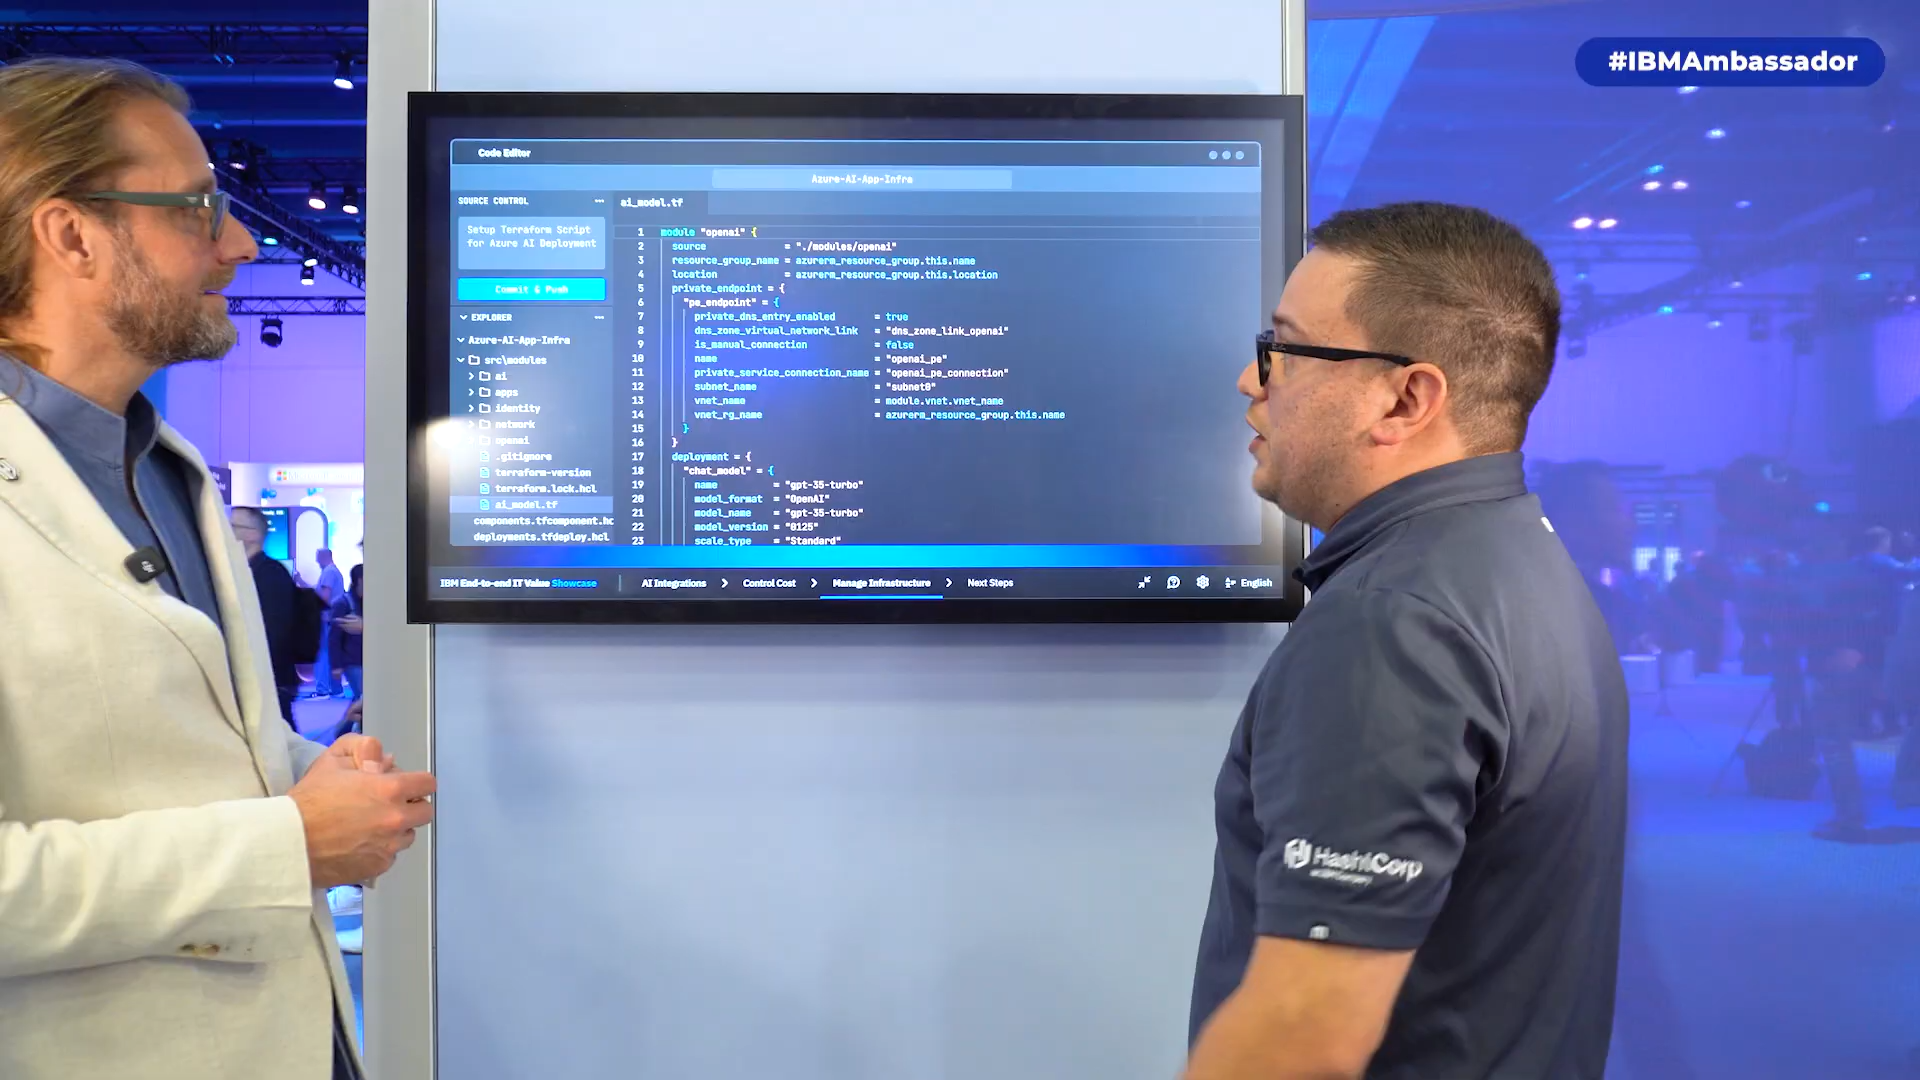 #IBMAmbassador
Code Editor
Azure-AI-App-Infra
SOURCE CONTROL
Setup Terraform Script
for Azure AI Deployment
Commit & Push
EXPLORER
Azure-AI-App-Infra
src\modules
ai
apps
identity
network
openai
.gitignore
terraform-version
terraform.lock.hcl
ai_model.tf
components.tfcomponent.hc
deployments.tfdeploy.hcl
ai_model.tf
1 module "openai" {
2 source = "./modules/openai"
3 resource_group_name = azurerm_resource_group.this.name
4 location = azurerm_resource_group.this.location
5 private_endpoint = {
6 "pe_endpoint" = {
7 private_dns_entry_enabled = true
8 dns_zone_virtual_network_link = "dns_zone_link_openai"
9 is_manual_connection = false
10 name = "openai_pe"
11 private_service_connection_name = "openai_pe_connection"
12 subnet_name = "subnet0"
13 vnet_name = module.vnet.vnet_name
14 vnet_rg_name = azurerm_resource_group.this.name
15 }
16 }
17 deployment = {
18 "chat_model" = {
19 name = "gpt-35-turbo"
20 model_format = "OpenAI"
21 model_name = "gpt-35-turbo"
22 model_version = "0125"
23 scale_type = "Standard"
IBM End-to-end IT Value Showcase
AI Integrations
Control Cost
Manage Infrastructure
Next Steps
English
HashiCorp